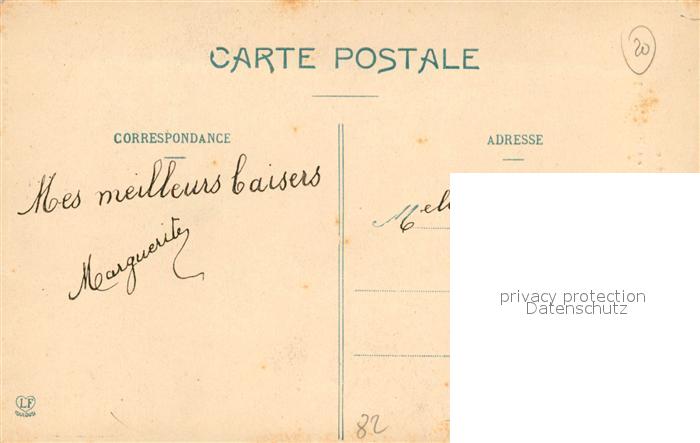 CARTE POSTALE
20
CORRESPONDANCE
ADRESSE
Mes meilleurs baisers
Marguerite
privacy protection
Datenschutz
LF
82